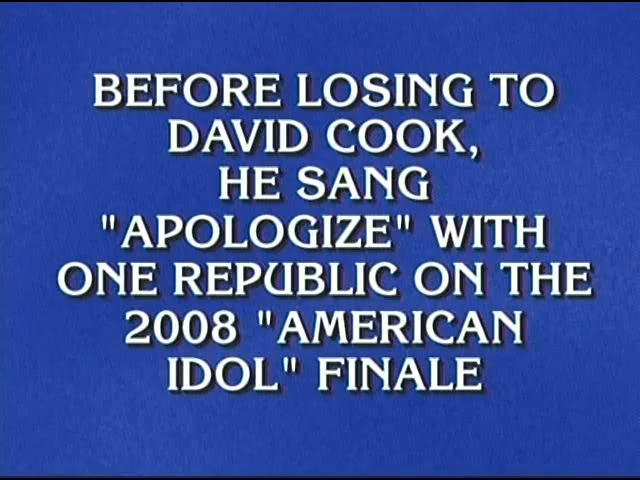 BEFORE LOSING TO
DAVID COOK,
HE SANG
"APOLOGIZE" WITH
ONE REPUBLIC ON THE
2008 "AMERICAN
IDOL" FINALE